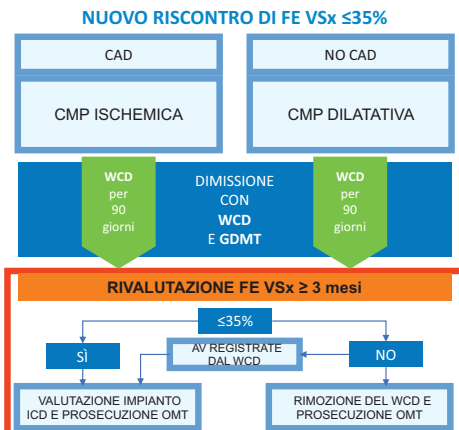 NUOVO RISCONTRO DI FE VSx ≤35%
CAD
NO CAD
CMP ISCHEMICA
CMP DILATATIVA
WCD
per
90
giorni
DIMISSIONE
CON
WCD
E GDMT
WCD
per
90
giorni
RIVALUTAZIONE FE VSx ≥ 3 mesi
≤35%
SÌ
AV REGISTRATE
DAL WCD
NO
VALUTAZIONE IMPIANTO
ICD E PROSECUZIONE OMT
RIMOZIONE DEL WCD E
PROSECUZIONE OMT